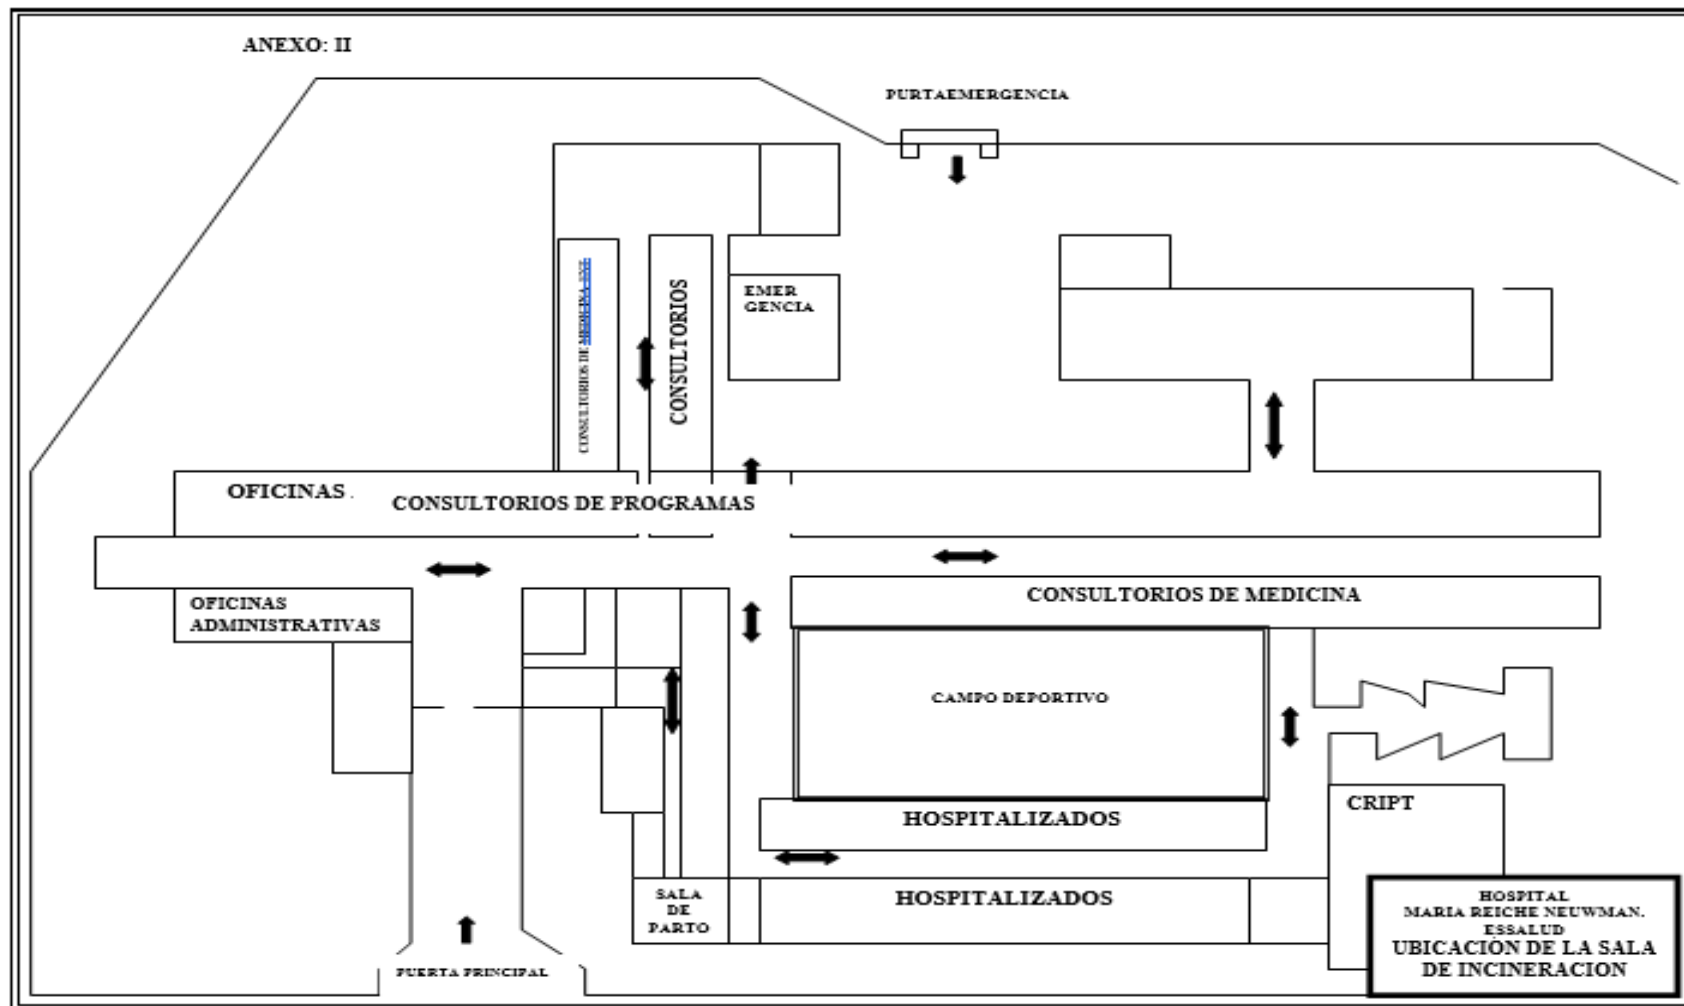 ANEXO: II
PURTAEMERGENCIA
CONSULTORIOS DE MEDICINA EXT
CONSULTORIOS
EMER
GENCIA
OFICINAS .
CONSULTORIOS DE PROGRAMAS
OFICINAS
ADMINISTRATIVAS
CONSULTORIOS DE MEDICINA
CAMPO DEPORTIVO
HOSPITALIZADOS
CRIPT
SALA
DE
PARTO
HOSPITALIZADOS
PUERTA PRINCIPAL
HOSPITAL
MARIA REICHE NEUWMAN.
ESSALUD
UBICACIÓN DE LA SALA
DE INCINERACION